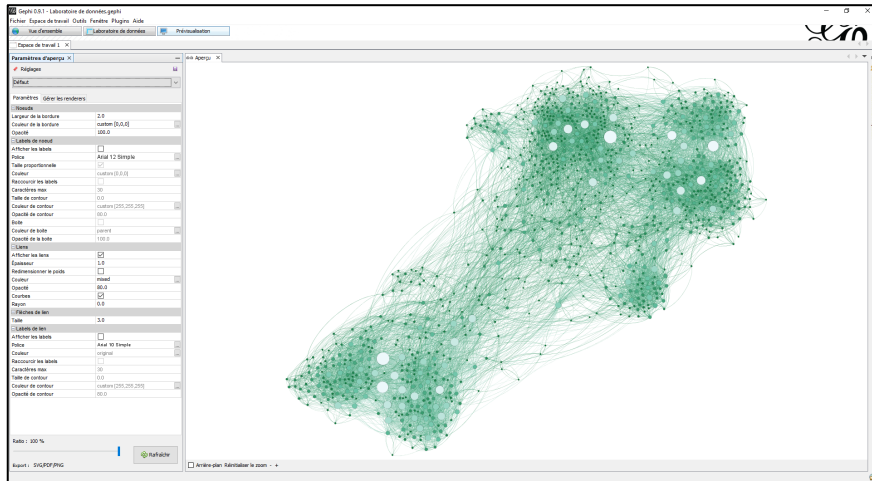 Gephi 0.9.1 - Laboratoire de données.gephi
Fichier Espace de travail Outils Fenêtre Plugins Aide
Vue d'ensemble Laboratoire de données Prévisualisation
Espace de travail 1 X
Paramètres d'aperçu X
Aperçu X
Réglages
Défaut
Paramètres Gérer les renderers
Noeuds
Largeur de la bordure 2.0
Couleur de la bordure custom [0,0,0] ...
Opacité 100.0
Labels de noeud
Afficher les labels
Police Arial 12 Simple ...
Taille proportionnelle
Couleur custom [0,0,0] ...
Raccourcir les labels
Caractères max 30
Taille de contour 0.0
Couleur de contour custom [255,255,255] ...
Opacité de contour 80.0
Boite
Couleur de boite parent ...
Opacité de la boite 100.0
Liens
Afficher les liens
Épaisseur 1.0
Redimensionner le poids
Couleur mixed ...
Opacité 80.0
Courbes
Rayon 0.0
Flèches de lien
Taille 3.0
Labels de lien
Afficher les labels
Police Arial 10 Simple ...
Couleur original ...
Raccourcir les labels
Caractères max 30
Taille de contour 0.0
Couleur de contour custom [255,255,255] ...
Opacité de contour 80.0
Ratio : 100 %
Rafraîchir
Export : SVG/PDF/PNG
Arrière-plan Réinitialiser le zoom - +